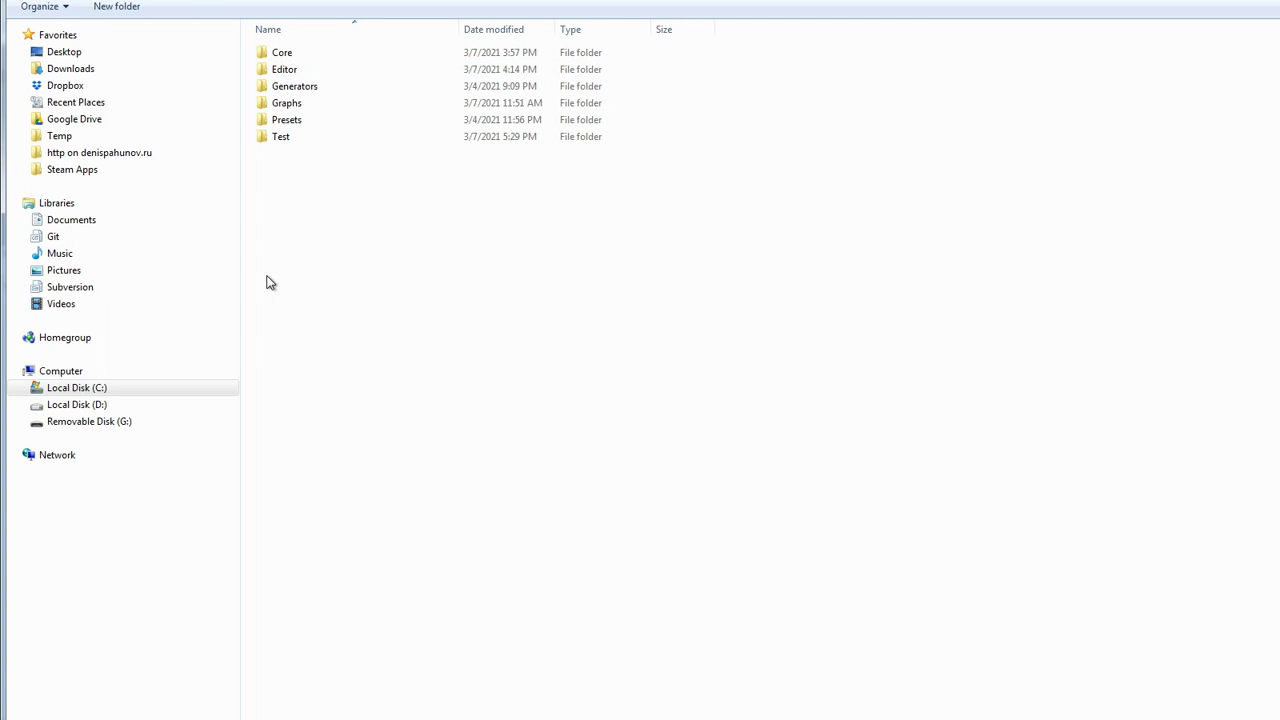 Organize New folder
Name Date modified Type Size
Favorites
Desktop
Downloads
Dropbox
Recent Places
Google Drive
Temp
http on denispahunov.ru
Steam Apps
Libraries
Documents
Git
Music
Pictures
Subversion
Videos
Homegroup
Computer
Local Disk (C:)
Local Disk (D:)
Removable Disk (G:)
Network
Core 3/7/2021 3:57 PM File folder
Editor 3/7/2021 4:14 PM File folder
Generators 3/4/2021 9:09 PM File folder
Graphs 3/7/2021 11:51 AM File folder
Presets 3/4/2021 11:56 PM File folder
Test 3/7/2021 5:29 PM File folder